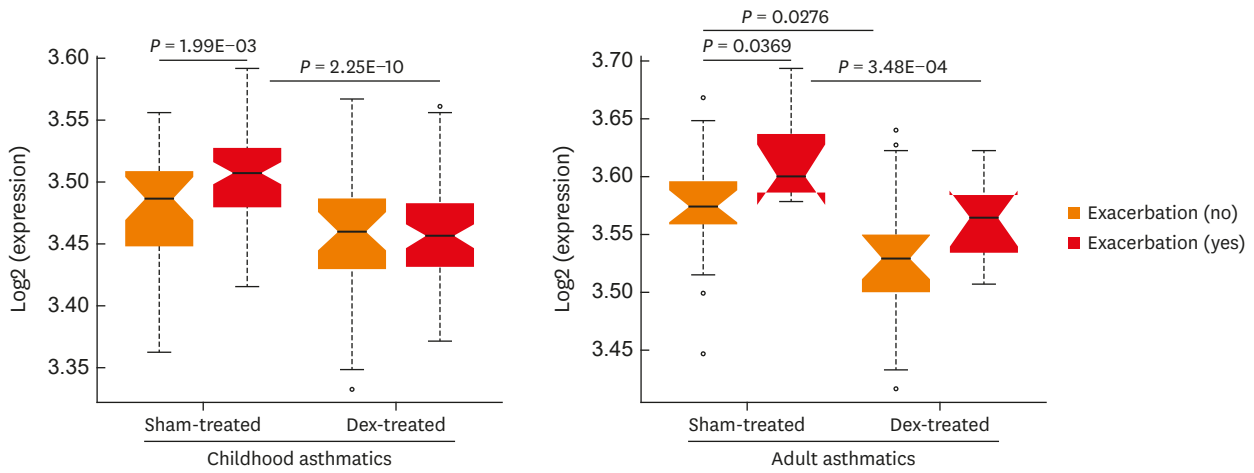 P = 1.99E−03
P = 2.25E−10
3.60
3.55
3.50
3.45
3.40
3.35
Log2 (expression)
Sham-treated
Dex-treated
Childhood asthmatics
P = 0.0276
P = 0.0369
P = 3.48E−04
3.70
3.65
3.60
3.55
3.50
3.45
Log2 (expression)
Sham-treated
Dex-treated
Adult asthmatics
Exacerbation (no)
Exacerbation (yes)